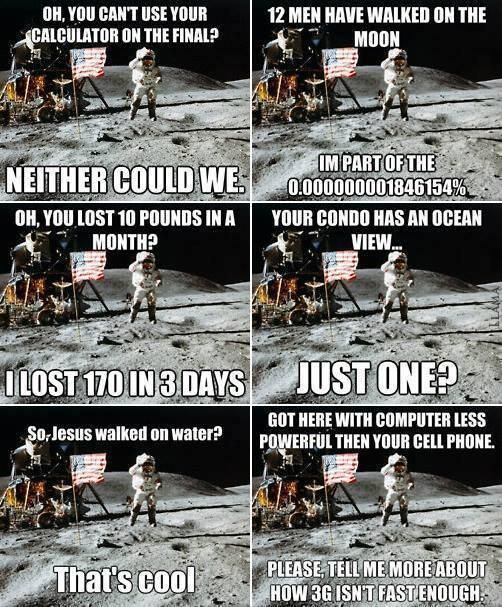 OH, YOU CAN'T USE YOUR
CALCULATOR ON THE FINAL?
NEITHER COULD WE.
12 MEN HAVE WALKED ON THE
MOON
IM PART OF THE
0.000000001846154%
OH, YOU LOST 10 POUNDS IN A
MONTH?
I LOST 170 IN 3 DAYS
YOUR CONDO HAS AN OCEAN
VIEW...
JUST ONE?
So, Jesus walked on water?
That's cool
GOT HERE WITH COMPUTER LESS
POWERFUL THEN YOUR CELL PHONE.
PLEASE, TELL ME MORE ABOUT
HOW 3G ISN'T FAST ENOUGH.